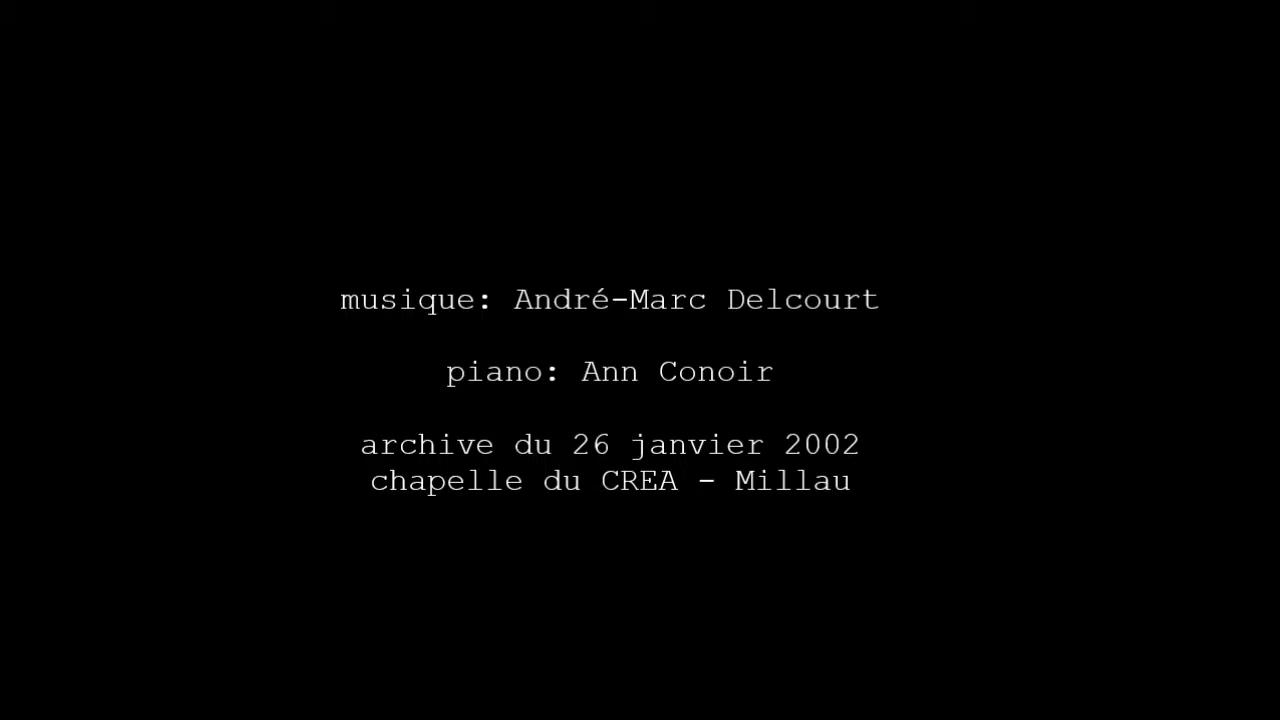 musique: André-Marc Delcourt
piano: Ann Conoir
archive du 26 janvier 2002
chapelle du CREA - Millau